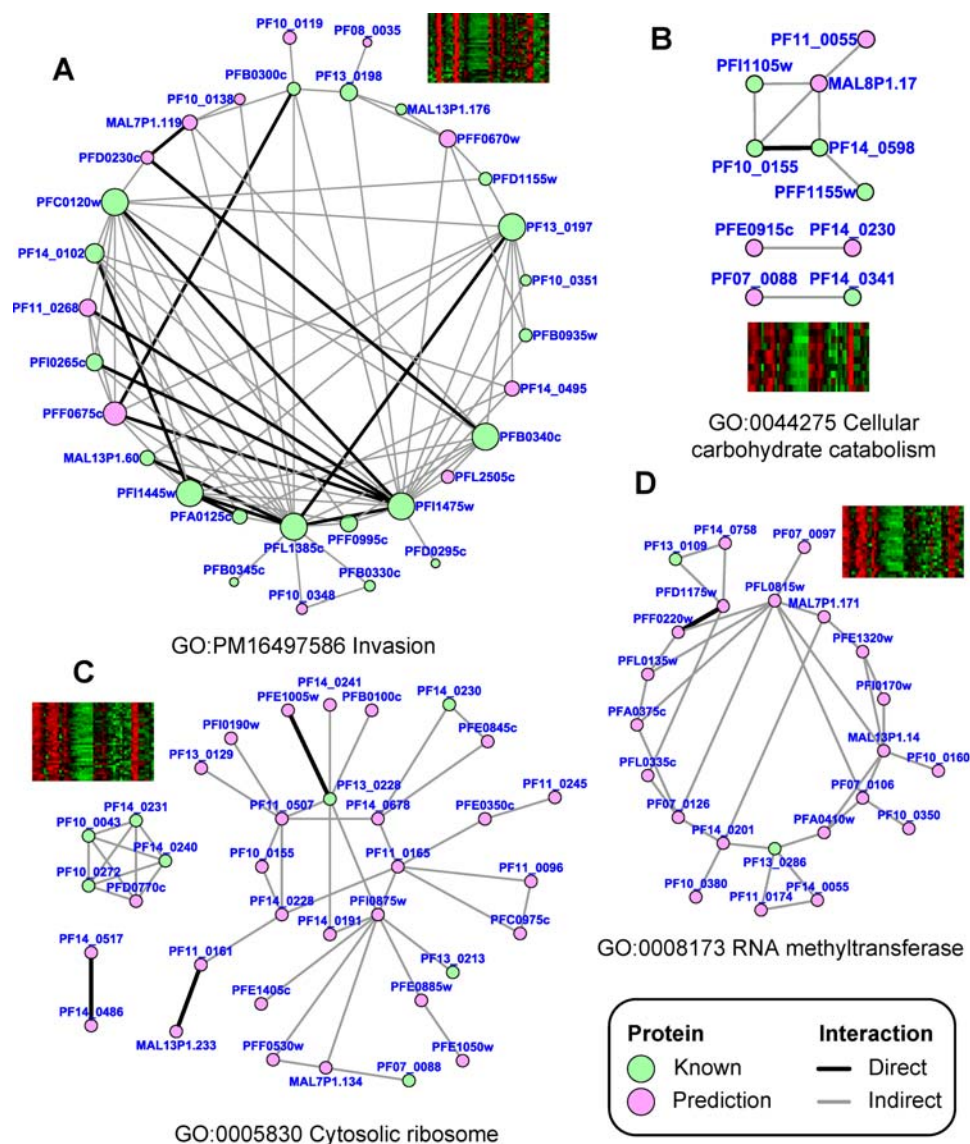 A
PF10_0119
PF08_0035
PFB0300c
PF13_0198
PF10_0138
MAL13P1.176
MAL7P1.119
PFF0670w
PFD0230c
PFD1155w
PFC0120w
PF13_0197
PF14_0102
PF10_0351
PF11_0268
PFB0935w
PFI0265c
PF14_0495
PFF0675c
PFB0340c
MAL13P1.60
PFL2505c
PFI1445w
PFI1475w
PFA0125c
PFL1385c
PFF0995c
PFB0345c
PFB0330c
PFD0295c
PF10_0348
GO:PM16497586 Invasion
B
PF11_0055
PFI1105w
MAL8P1.17
PF14_0598
PF10_0155
PFF1155w
PFE0915c PF14_0230
PF07_0088 PF14_0341
GO:0044275 Cellular
carbohydrate catabolism
C
PF14_0241
PFE1005w
PFB0100c
PF14_0230
PFI0190w
PFE0845c
PF13_0129
PF13_0228
PF11_0507
PF14_0678
PFE0350c
PF11_0245
PF14_0231
PF10_0043
PF14_0240
PF10_0272
PFD0770c
PF10_0155
PF11_0165
PF11_0096
PF14_0228
PF14_0191
PFI0875w
PFC0975c
PF14_0517
PF11_0161
PF13_0213
PFE1405c
PFE0885w
PF14_0486
MAL13P1.233
PFF0530w
PFE1050w
MAL7P1.134
PF07_0088
GO:0005830 Cytosolic ribosome
D
PF14_0758
PF07_0097
PF13_0109
PFD1175w
PFL0815w
MAL7P1.171
PFF0220w
PFE1320w
PFL0135w
PFI0170w
PFA0375c
MAL13P1.14
PFL0335c
PF10_0160
PF07_0106
PF07_0126
PF10_0350
PFA0410w
PF14_0201
PF13_0286
PF10_0380
PF14_0055
PF11_0174
GO:0008173 RNA methyltransferase
Protein Interaction
Known Direct
Prediction Indirect